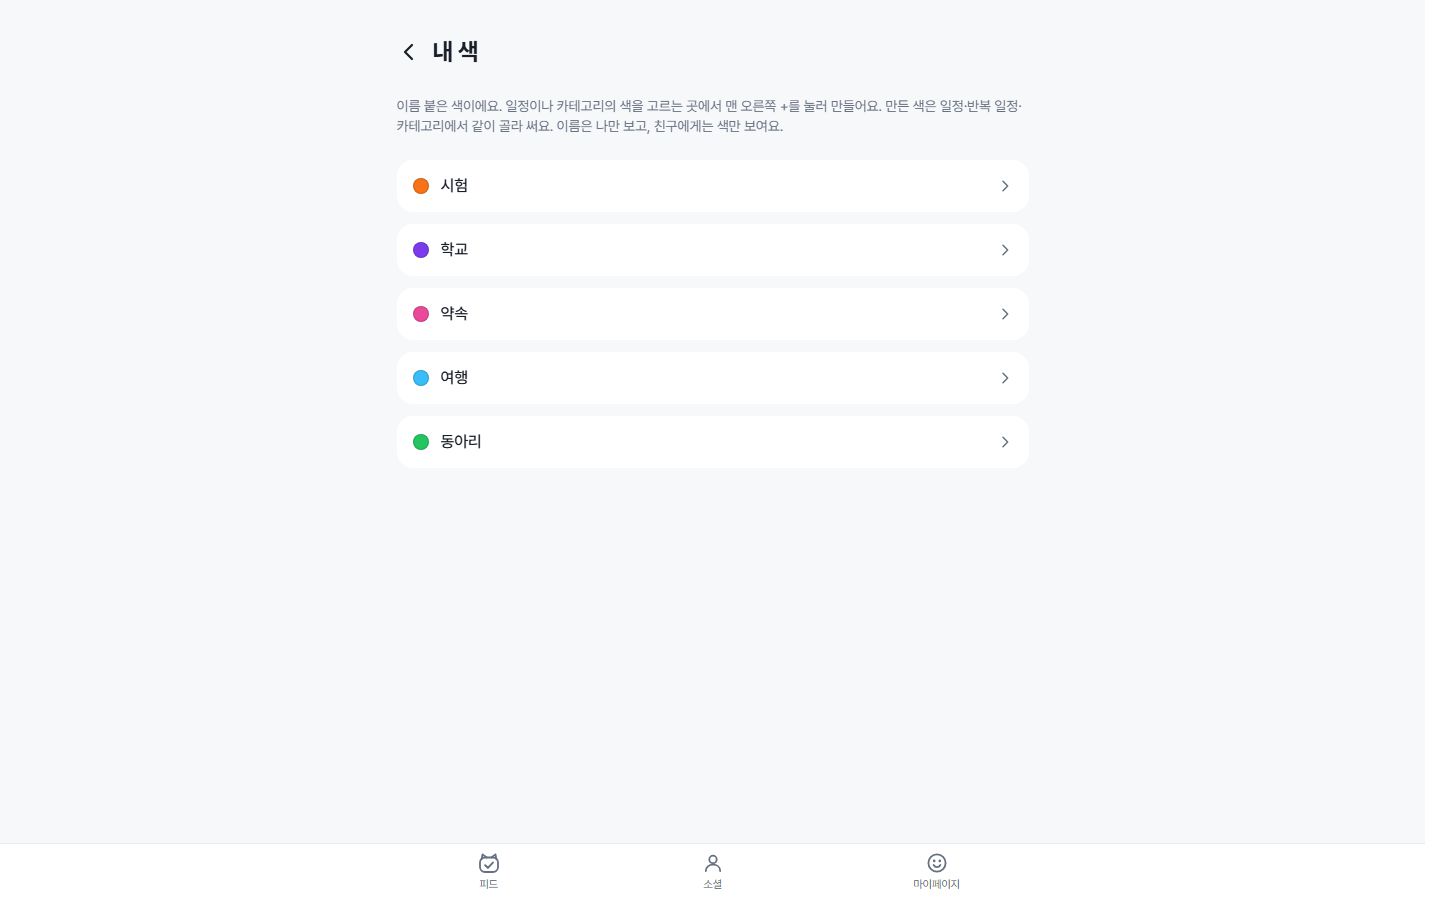 내 색
이름 붙은 색이에요. 일정이나 카테고리의 색을 고르는 곳에서 맨 오른쪽 +를 눌러 만들어요. 만든 색은 일정·반복 일정·
카테고리에서 같이 골라 써요. 이름은 나만 보고, 친구에게는 색만 보여요.
시험
학교
약속
여행
동아리
피드
소셜
마이페이지